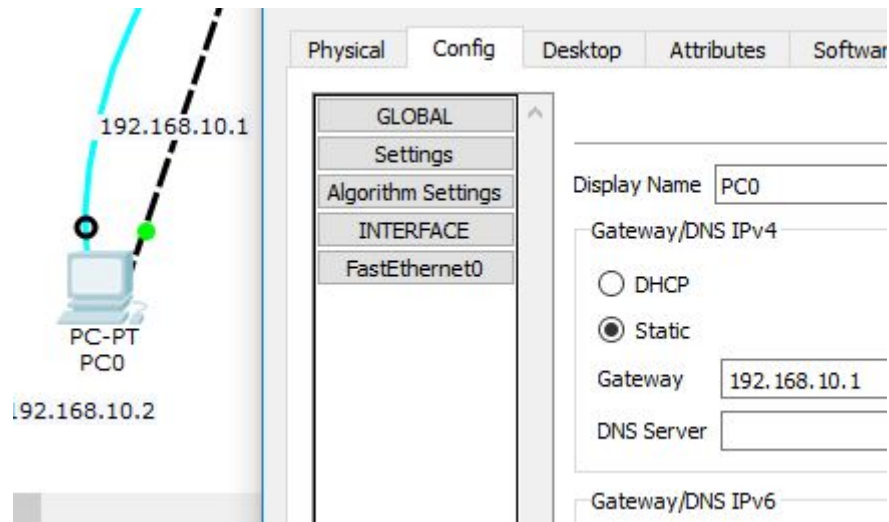 Physical Config Desktop Attributes Softwar
192.168.10.1
GLOBAL
Settings
Algorithm Settings
INTERFACE
FastEthernet0
Display Name PC0
Gateway/DNS IPv4
DHCP
Static
Gateway 192.168.10.1
DNS Server
Gateway/DNS IPv6
PC-PT
PC0
192.168.10.2